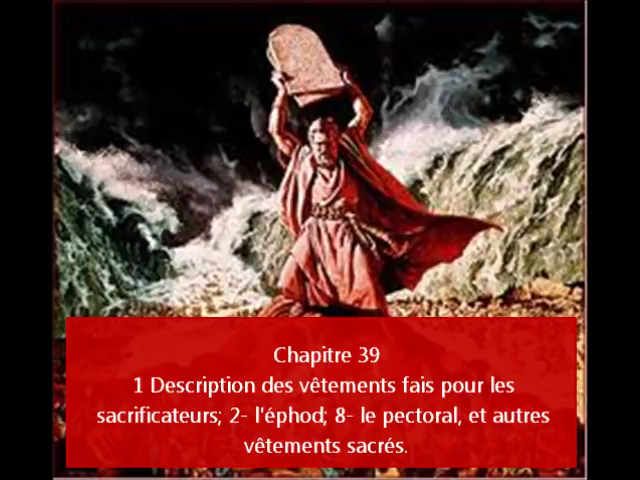 Chapitre 39
1 Description des vêtements fais pour les
sacrificateurs; 2- l'éphod; 8- le pectoral, et autres
vêtements sacrés.